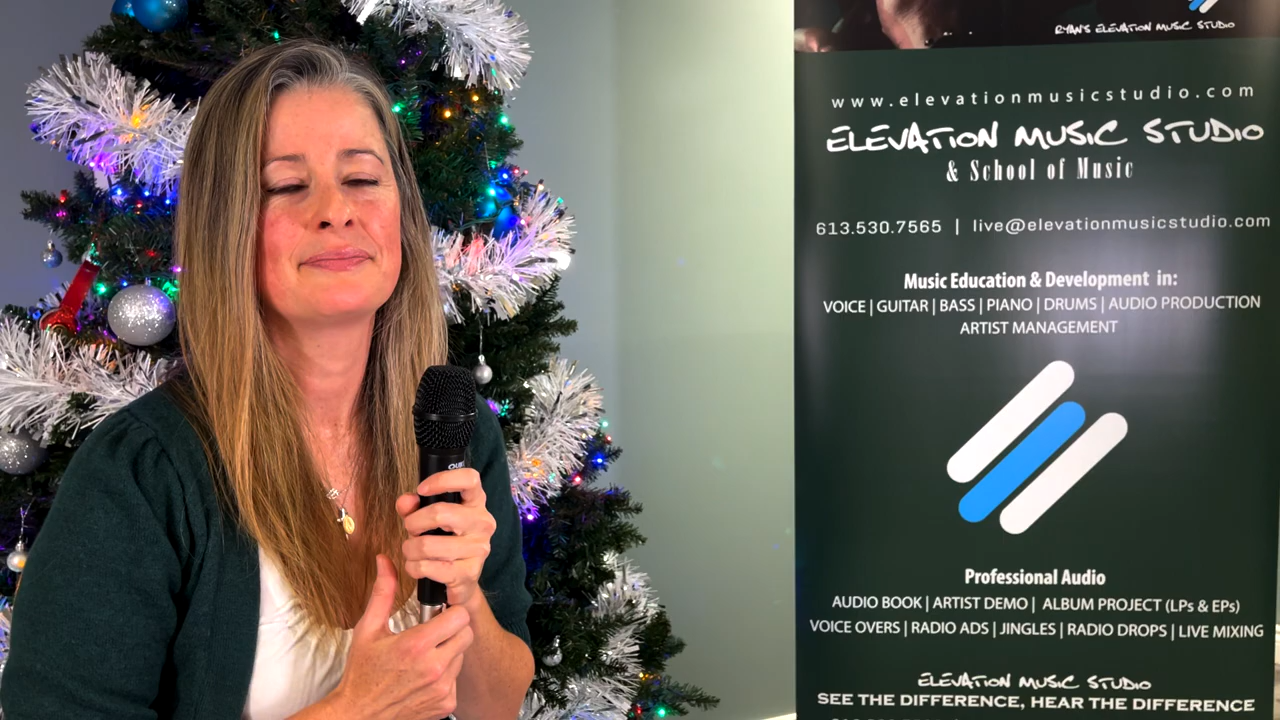 RYAN'S ELEVATION MUSIC STUDIO
www.elevationmusicstudio.com
ELEVATION MUSIC STUDIO
& School of Music
613.530.7565 | live@elevationmusicstudio.com
Music Education & Development in:
VOICE | GUITAR | BASS | PIANO | DRUMS | AUDIO PRODUCTION
ARTIST MANAGEMENT
Professional Audio
AUDIO BOOK | ARTIST DEMO | ALBUM PROJECT (LPs & EPs)
VOICE OVERS | RADIO ADS | JINGLES | RADIO DROPS | LIVE MIXING
ELEVATION MUSIC STUDIO
SEE THE DIFFERENCE, HEAR THE DIFFERENCE